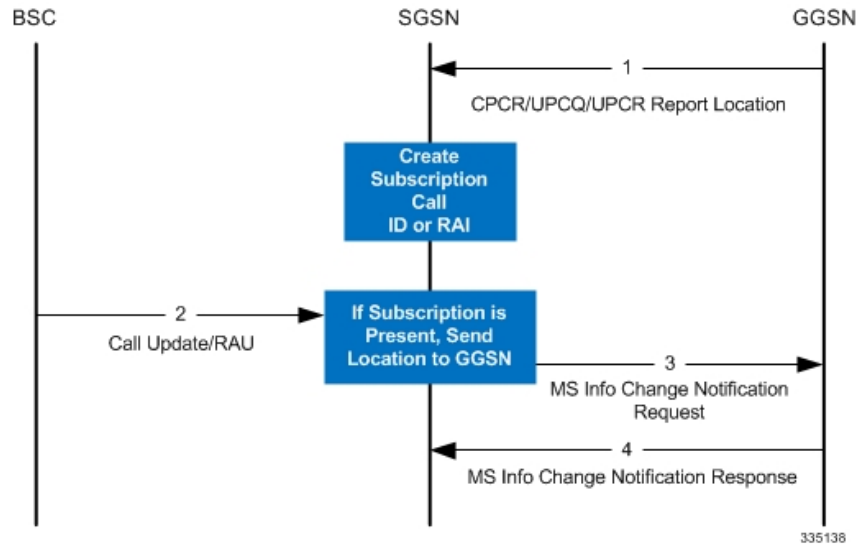 BSC
SGSN
GGSN
1
CPCR/UPCQ/UPCR Report Location
Create
Subscription
Call
ID or RAI
2
Call Update/RAU
If Subscription is
Present, Send
Location to GGSN
3
MS Info Change Notification
Request
4
MS Info Change Notification Response
335138